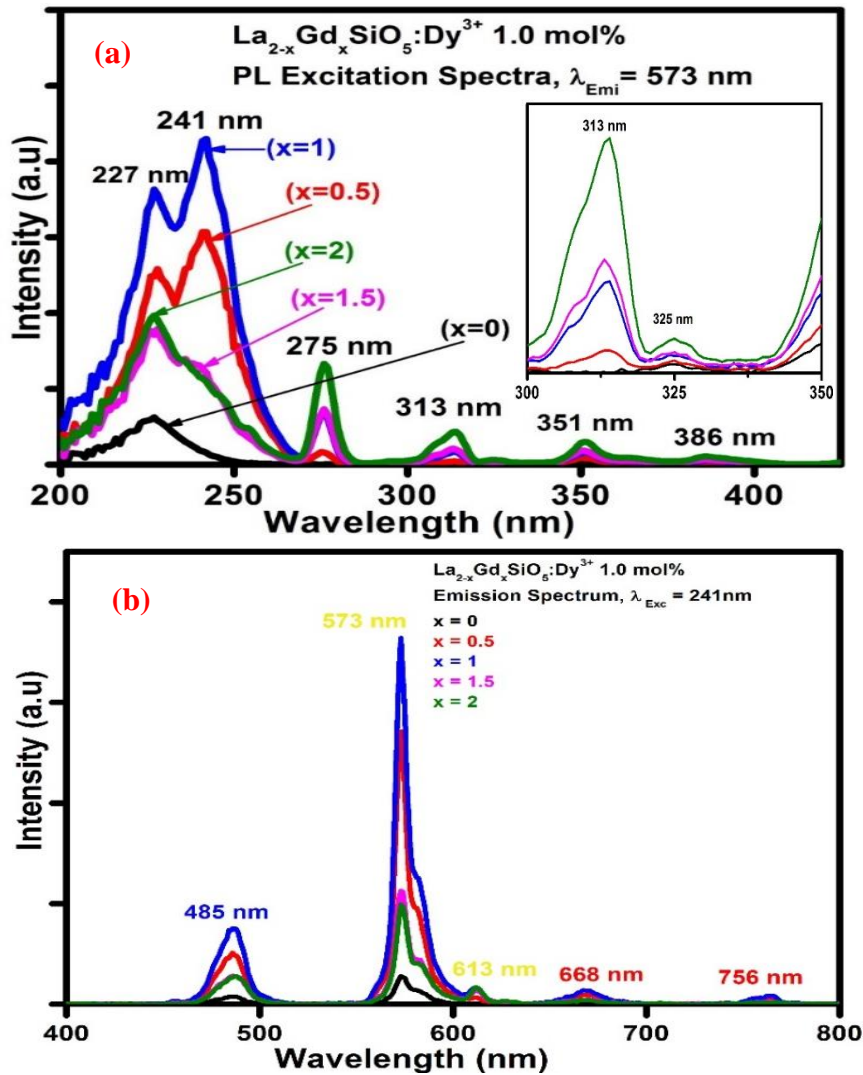 (a)
La₂₋ₓGdₓSiO₅:Dy³⁺ 1.0 mol%
PL Excitation Spectra, λ_Emi= 573 nm
Intensity (a.u)
241 nm
227 nm
(x=1)
(x=0.5)
(x=2)
(x=1.5)
(x=0)
275 nm
313 nm
351 nm
386 nm
313 nm
325 nm
300 325 350
200 250 300 350 400
Wavelength (nm)
(b)
La₂₋ₓGdₓSiO₅:Dy³⁺ 1.0 mol%
Emission Spectrum, λ_Exc = 241nm
x = 0
x = 0.5
x = 1
x = 1.5
x = 2
Intensity (a.u)
573 nm
485 nm
613 nm
668 nm
756 nm
400 500 600 700 800
Wavelength (nm)